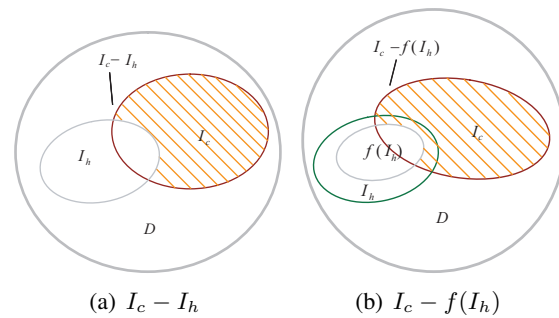 I_c – I_h
I_c
I_h
D
(a) I_c − I_h
I_c – f(I_h)
I_c
f(I_h)
I_h
D
(b) I_c − f(I_h)